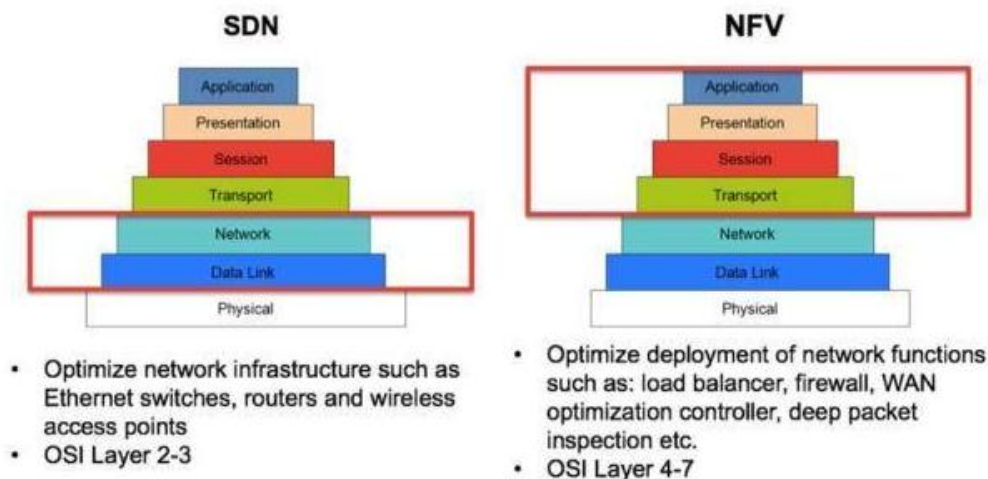 SDN
Application
Presentation
Session
Transport
Network
Data Link
Physical
• Optimize network infrastructure such as
Ethernet switches, routers and wireless
access points
• OSI Layer 2-3
NFV
Application
Presentation
Session
Transport
Network
Data Link
Physical
• Optimize deployment of network functions
such as: load balancer, firewall, WAN
optimization controller, deep packet
inspection etc.
• OSI Layer 4-7